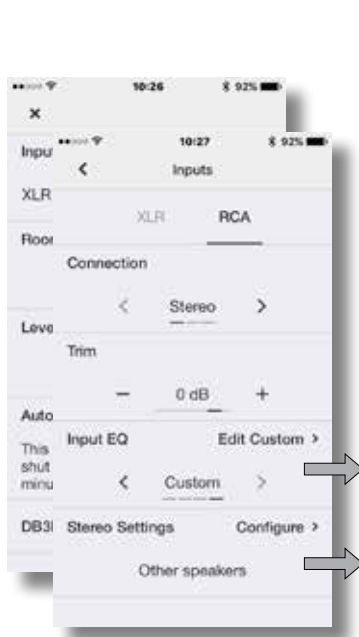 10:26 92%
×
Inpu
XLR
Room
Leve
Auto
This
shut
minu
DB3
10:27 92%
< Inputs
XLR RCA
Connection
< Stereo >
Trim
− 0 dB +
Input EQ Edit Custom >
< Custom >
Stereo Settings Configure >
Other speakers